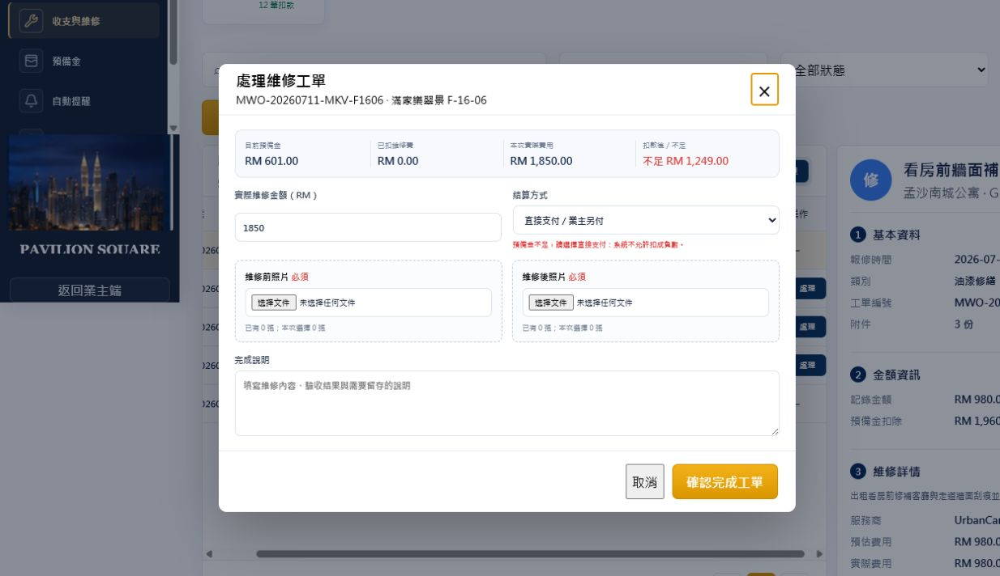 12 筆扣款
收支與維修
預備金
自動提醒
PAVILION SQUARE
返回業主端
全部狀態
處理維修工單
MWO-20260711-MKV-F1606 · 滿家樂翠景 F-16-06
×
目前預備金
RM 601.00
已扣維修費
RM 0.00
本次實際費用
RM 1,850.00
扣款後 / 不足
不足 RM 1,249.00
實際維修金額（RM）
1850
結算方式
直接支付 / 業主另付
預備金不足，請選擇直接支付；系統不允許扣成負數。
維修前照片 必須
选择文件 未选择任何文件
已有 0 張；本次選擇 0 張
維修後照片 必須
选择文件 未选择任何文件
已有 0 張；本次選擇 0 張
完成說明
填寫維修內容、驗收結果與需要留存的說明
取消
確認完成工單
處理
處理
處理
修
看房前牆面補
孟沙南城公寓 · G
1 基本資料
報修時間 2026-07-
類別 油漆修繕
工單編號 MWO-20
附件 3 份
2 金額資訊
記錄金額 RM 980.0
預備金扣除 RM 1,960
3 維修詳情
出租看房前修補客廳與走道牆面刮痕並
服務商 UrbanCar
預估費用 RM 980.0
實際費用 RM 980.0